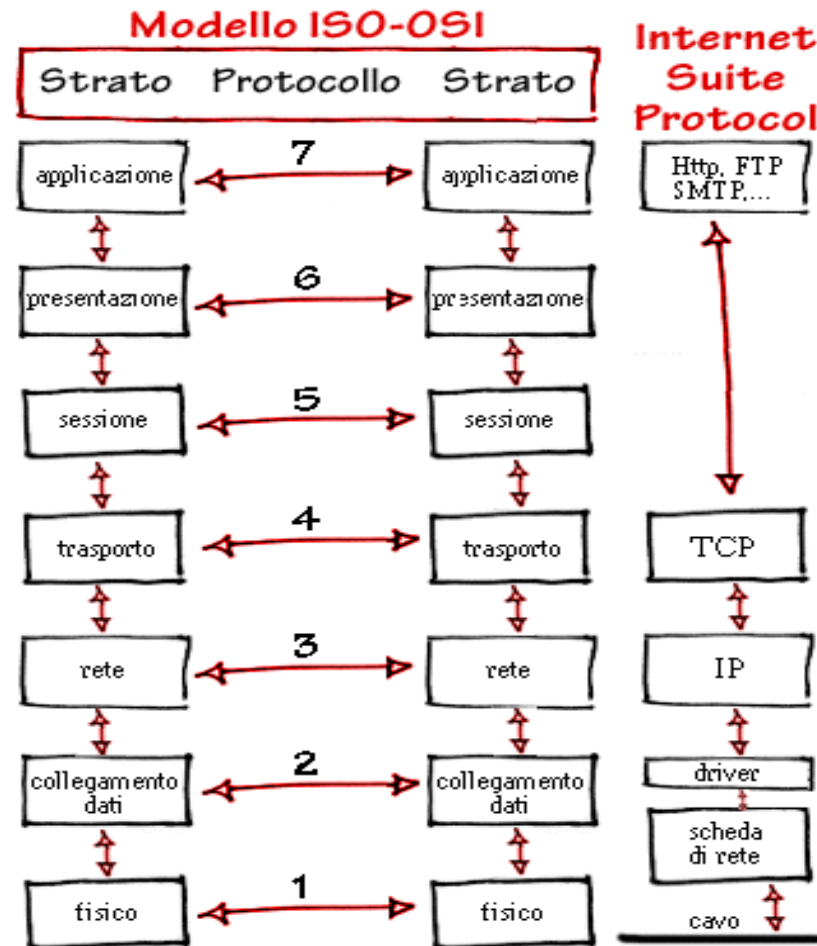 Modello ISO-OSI
Strato Protocollo Strato
Internet
Suite
Protocol
applicazione 7 applicazione
Http, FTP
SMTP,...
presentazione 6 presentazione
sessione 5 sessione
trasporto 4 trasporto
TCP
rete 3 rete
IP
collegamento
dati
2
collegamento
dati
driver
scheda
di rete
fisico 1 fisico
cavo